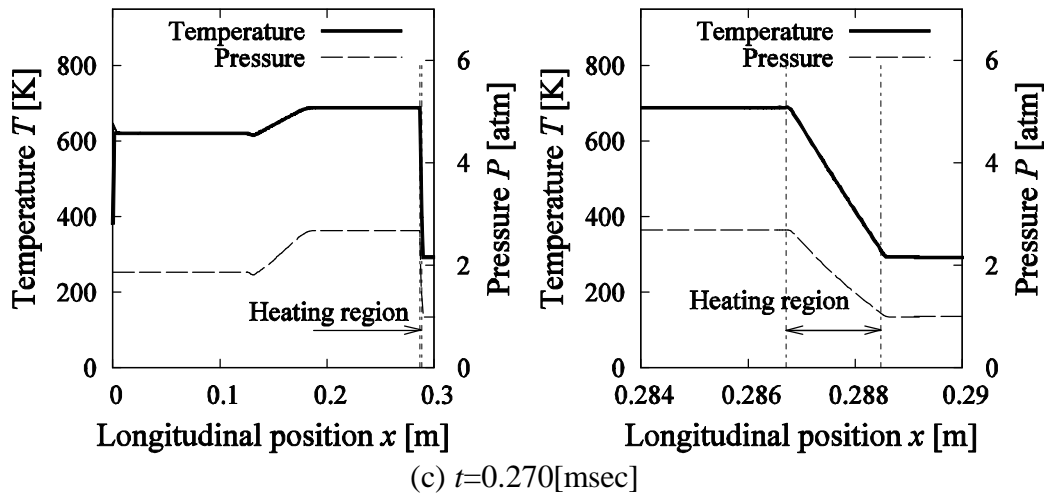 Temperature
Pressure
Temperature T [K]
800
600
400
200
0
Pressure P [atm]
6
4
2
0
Heating region
0
0.1
0.2
0.3
Longitudinal position x [m]
Temperature
Pressure
Temperature T [K]
800
600
400
200
0
Pressure P [atm]
6
4
2
0
Heating region
0.284
0.286
0.288
0.29
Longitudinal position x [m]
(c) t=0.270[msec]